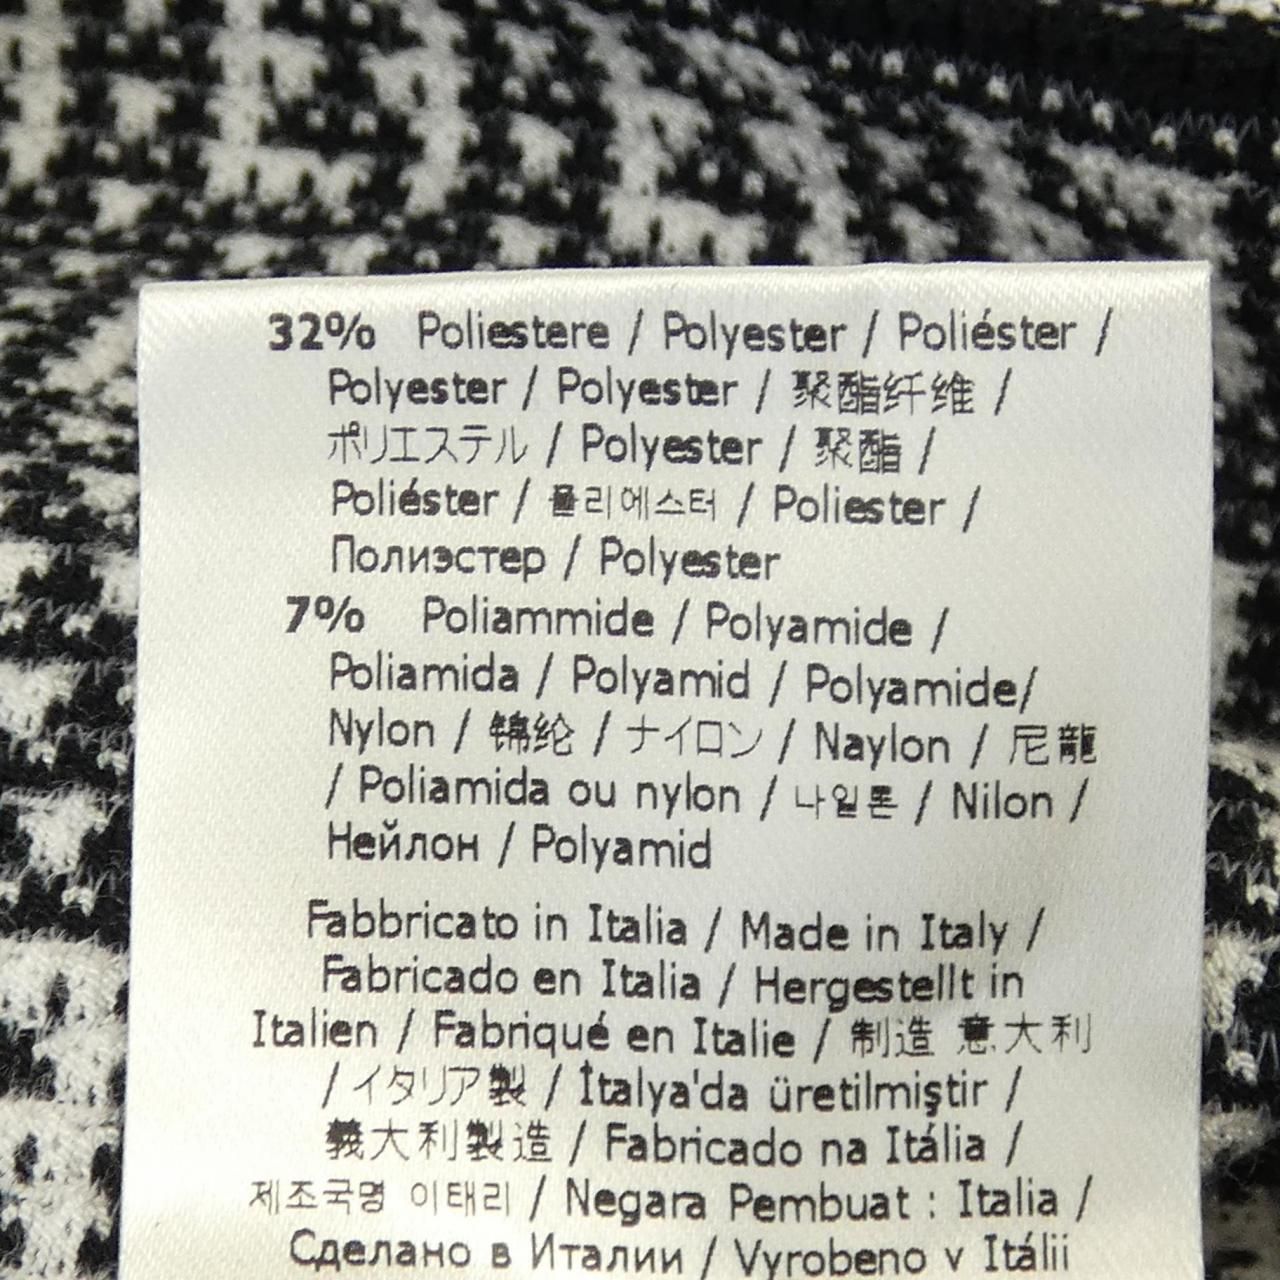 32% Poliestere / Polyester / Poliéster /
Polyester / Polyester / 聚酯纤维 /
ポリエステル / Polyester / 聚酯 /
Poliéster / 폴리에스터 / Poliester /
Полиэстер / Polyester
7% Poliammide / Polyamide /
Poliamida / Polyamid / Polyamide/
Nylon / 锦纶 / ナイロン / Naylon / 尼龍
/ Poliamida ou nylon / 나일론 / Nilon /
Нейлон / Polyamid
Fabbricato in Italia / Made in Italy /
Fabricado en Italia / Hergestellt in
Italien / Fabriqué en Italie / 制造 意大利
/ イタリア製 / İtalya'da üretilmiştir /
義大利製造 / Fabricado na Itália /
제조국명 이태리 / Negara Pembuat : Italia /
Сделано в Италии / Vyrobeno v Itálii